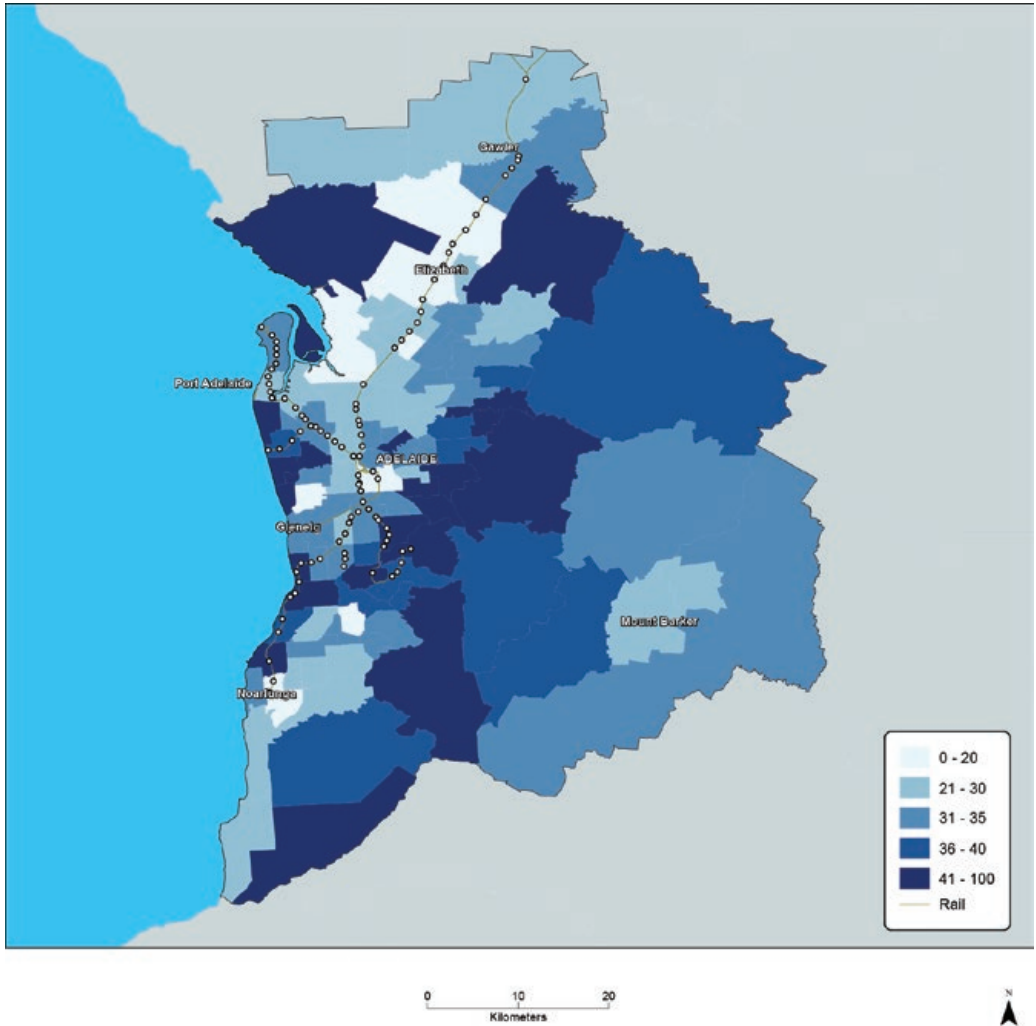 Gawler
Elizabeth
Port Adelaide
ADELAIDE
Glenelg
Mount Barker
Noarlunga
0 - 20
21 - 30
31 - 35
36 - 40
41 - 100
Rail
0 10 20
Kilometers
N